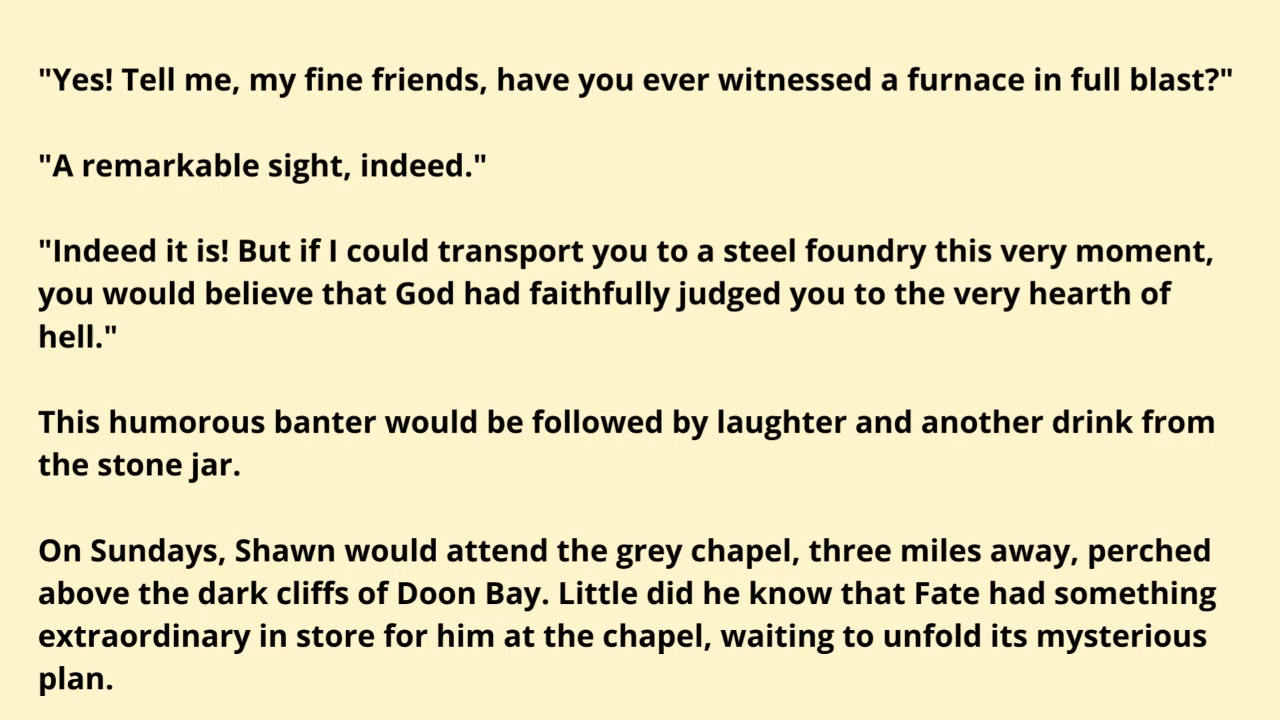 "Yes! Tell me, my fine friends, have you ever witnessed a furnace in full blast?"
"A remarkable sight, indeed."
"Indeed it is! But if I could transport you to a steel foundry this very moment,
you would believe that God had faithfully judged you to the very hearth of
hell."
This humorous banter would be followed by laughter and another drink from
the stone jar.
On Sundays, Shawn would attend the grey chapel, three miles away, perched
above the dark cliffs of Doon Bay. Little did he know that Fate had something
extraordinary in store for him at the chapel, waiting to unfold its mysterious
plan.